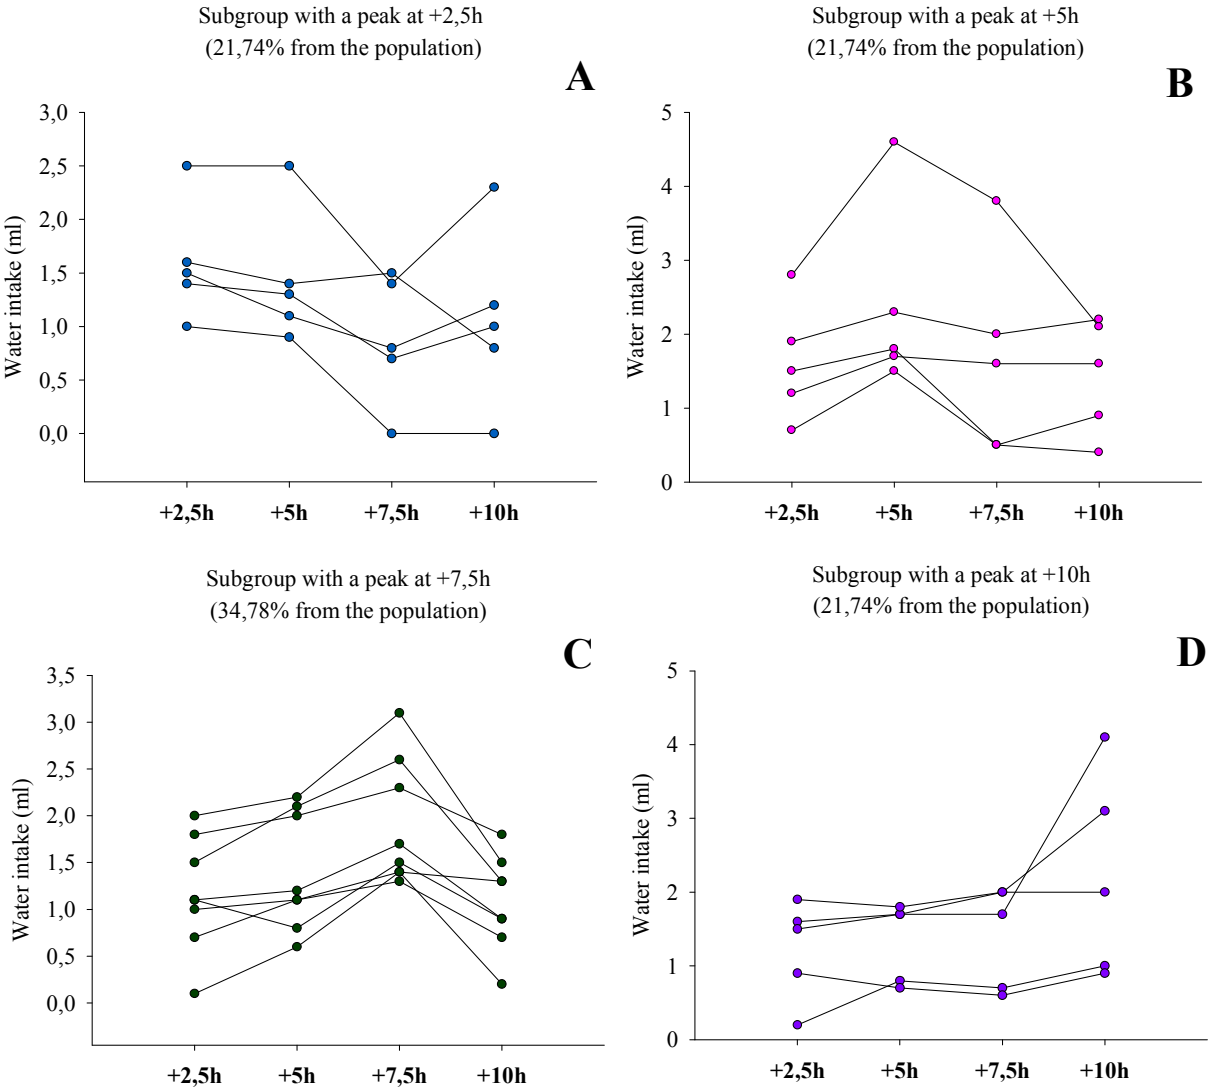 Subgroup with a peak at +2,5h
(21,74% from the population)
A
Water intake (ml)
3,0
2,5
2,0
1,5
1,0
0,5
0,0
+2,5h +5h +7,5h +10h
Subgroup with a peak at +5h
(21,74% from the population)
B
Water intake (ml)
5
4
3
2
1
0
+2,5h +5h +7,5h +10h
Subgroup with a peak at +7,5h
(34,78% from the population)
C
Water intake (ml)
3,5
3,0
2,5
2,0
1,5
1,0
0,5
0,0
+2,5h +5h +7,5h +10h
Subgroup with a peak at +10h
(21,74% from the population)
D
Water intake (ml)
5
4
3
2
1
0
+2,5h +5h +7,5h +10h